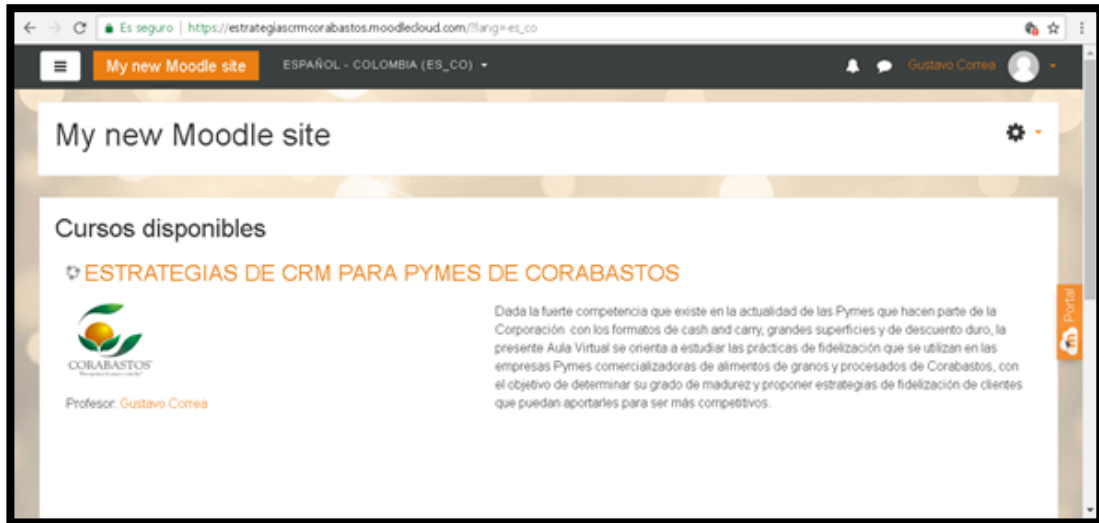 Es seguro | https://estrategiascrmcorabastos.moodlecloud.com/?lang=es_co
My new Moodle site ESPAÑOL - COLOMBIA (ES_CO) Gustavo Correa
My new Moodle site
Cursos disponibles
ESTRATEGIAS DE CRM PARA PYMES DE CORABASTOS
CORABASTOS
Profesor: Gustavo Correa
Dada la fuerte competencia que existe en la actualidad de las Pymes que hacen parte de la
Corporación con los formatos de cash and carry, grandes superficies y de descuento duro, la
presente Aula Virtual se orienta a estudiar las prácticas de fidelización que se utilizan en las
empresas Pymes comercializadoras de alimentos de granos y procesados de Corabastos, con
el objetivo de determinar su grado de madurez y proponer estrategias de fidelización de clientes
que puedan aportarles para ser más competitivos.
Portal